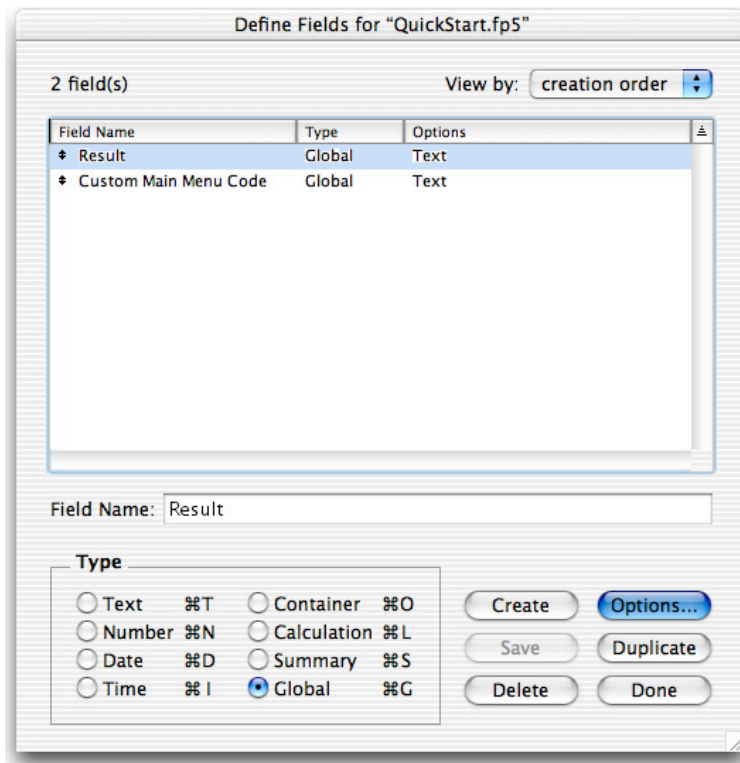 Define Fields for “QuickStart.fp5”
2 field(s) View by: creation order
Field Name Type Options
Result Global Text
Custom Main Menu Code Global Text
Field Name: Result
Type
Text ⌘T Container ⌘O
Number ⌘N Calculation ⌘L
Date ⌘D Summary ⌘S
Time ⌘I Global ⌘G
Create Options...
Save Duplicate
Delete Done